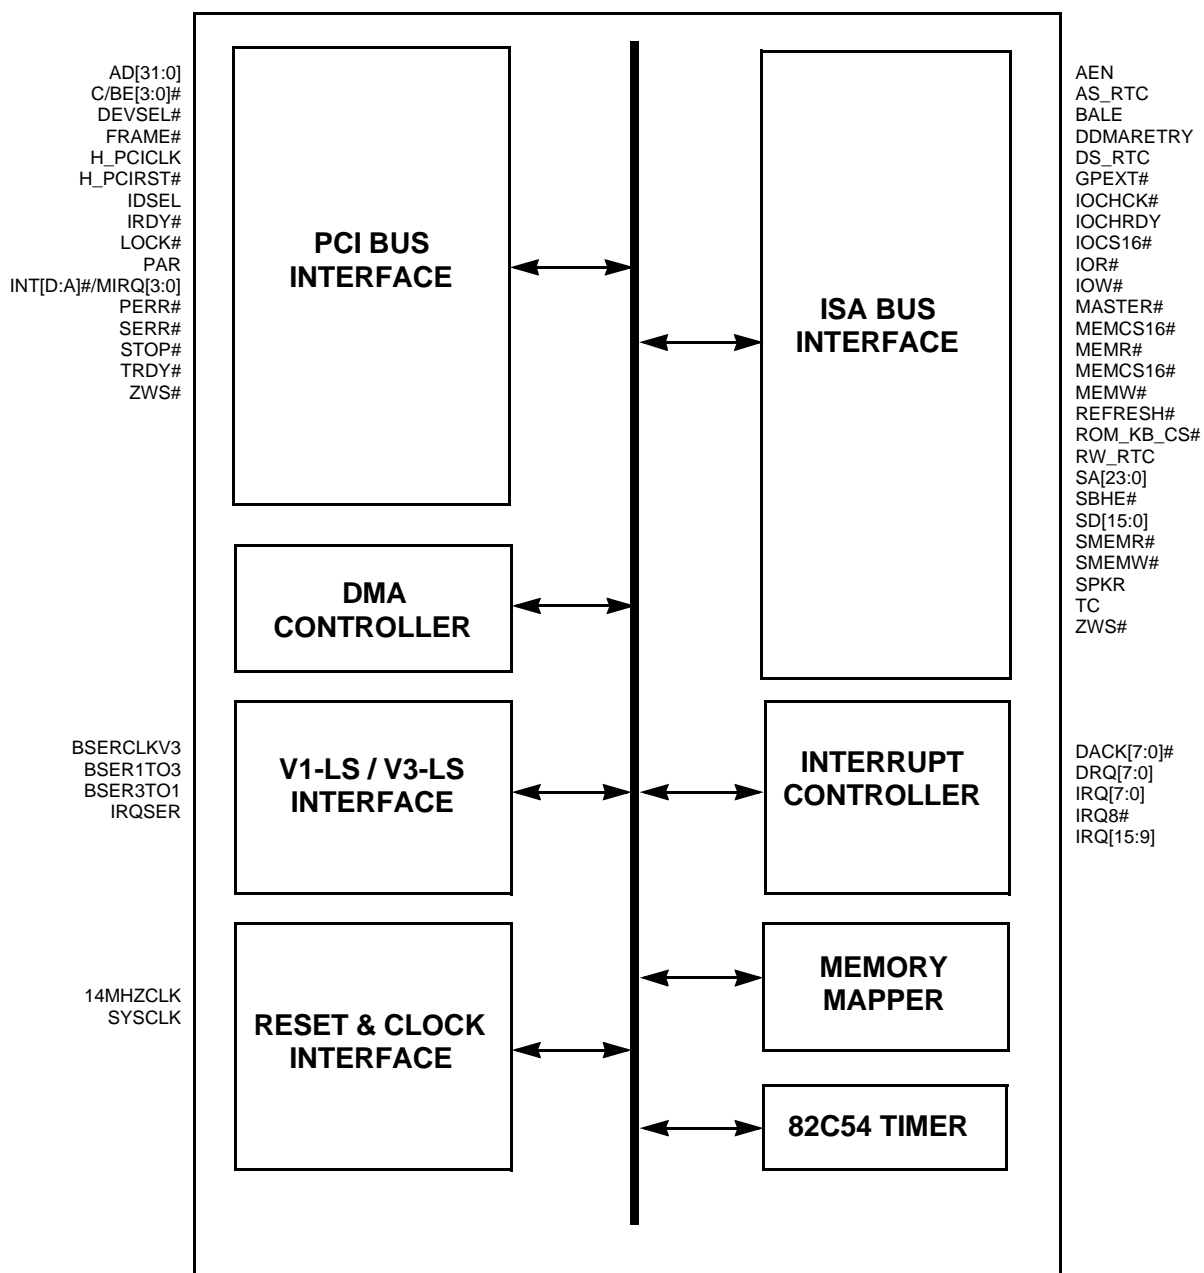 AD[31:0]
C/BE[3:0]#
DEVSEL#
FRAME#
H_PCICLK
H_PCIRST#
IDSEL
IRDY#
LOCK#
PAR
INT[D:A]#/MIRQ[3:0]
PERR#
SERR#
STOP#
TRDY#
ZWS#
PCI BUS
INTERFACE
ISA BUS
INTERFACE
AEN
AS_RTC
BALE
DDMARETRY
DS_RTC
GPEXT#
IOCHCK#
IOCHRDY
IOCS16#
IOR#
IOW#
MASTER#
MEMCS16#
MEMR#
MEMCS16#
MEMW#
REFRESH#
ROM_KB_CS#
RW_RTC
SA[23:0]
SBHE#
SD[15:0]
SMEMR#
SMEMW#
SPKR
TC
ZWS#
DMA
CONTROLLER
BSERCLKV3
BSER1TO3
BSER3TO1
IRQSER
V1-LS / V3-LS
INTERFACE
INTERRUPT
CONTROLLER
DACK[7:0]#
DRQ[7:0]
IRQ[7:0]
IRQ8#
IRQ[15:9]
14MHZCLK
SYSCLK
RESET & CLOCK
INTERFACE
MEMORY
MAPPER
82C54 TIMER